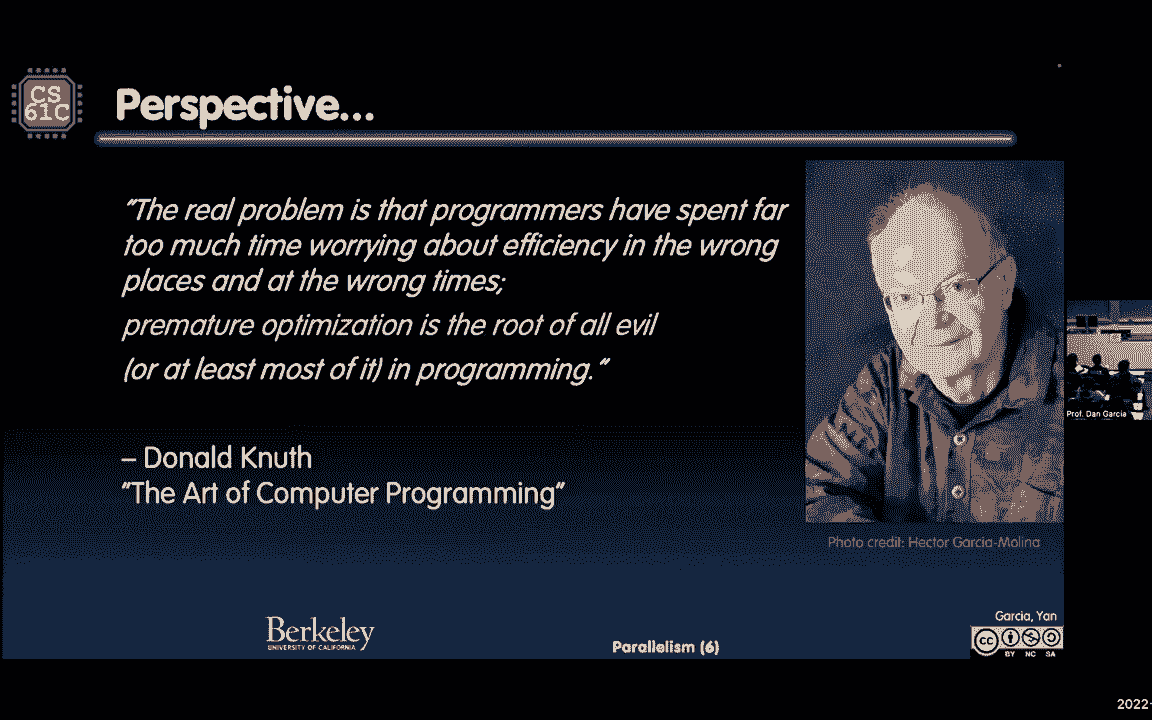 CS
61C
Perspective...
"The real problem is that programmers have spent far
too much time worrying about efficiency in the wrong
places and at the wrong times;
premature optimization is the root of all evil
(or at least most of it) in programming."
– Donald Knuth
"The Art of Computer Programming"
Photo credit: Hector Garcia-Molina
Prof. Dan Garcia
Berkeley
UNIVERSITY OF CALIFORNIA
Parallelism (6)
Garcia, Yan
cc
BY NC SA
2022-